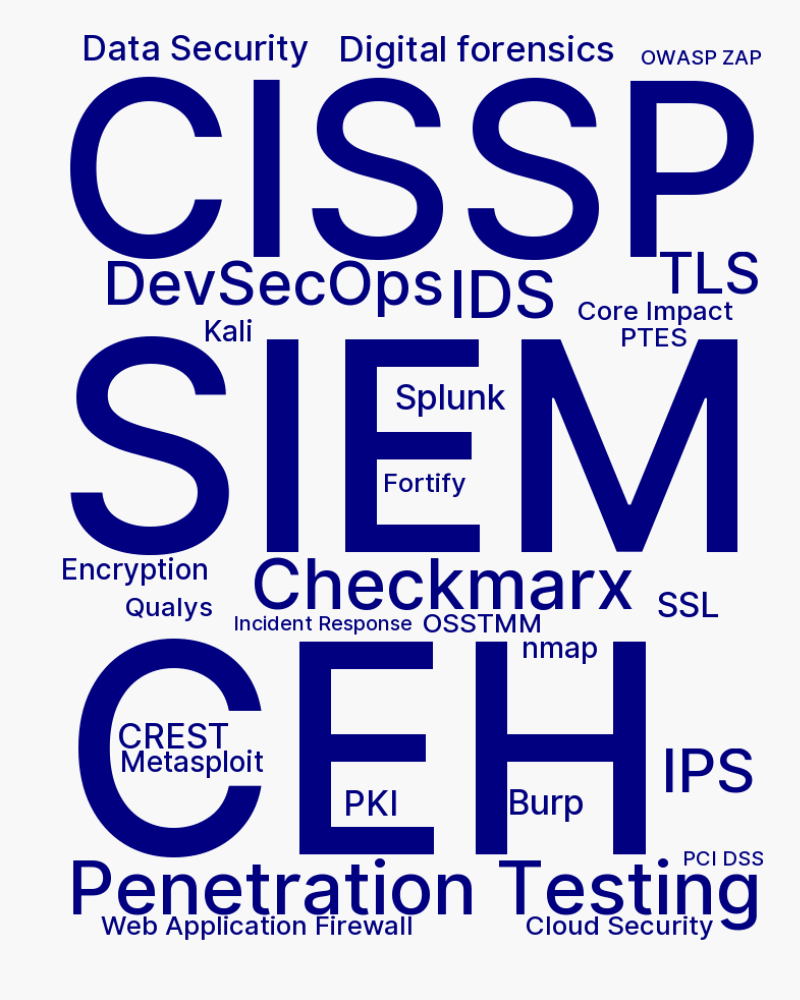 Data Security
Digital forensics
OWASP ZAP
CISSP
DevSecOps
IDS
TLS
Core Impact
Kali
PTES
SIEM
Splunk
Fortify
Encryption
Checkmarx
Qualys
SSL
Incident Response
OSSTMM
nmap
CEH
CREST
Metasploit
IPS
PKI
Burp
PCI DSS
Penetration Testing
Web Application Firewall
Cloud Security